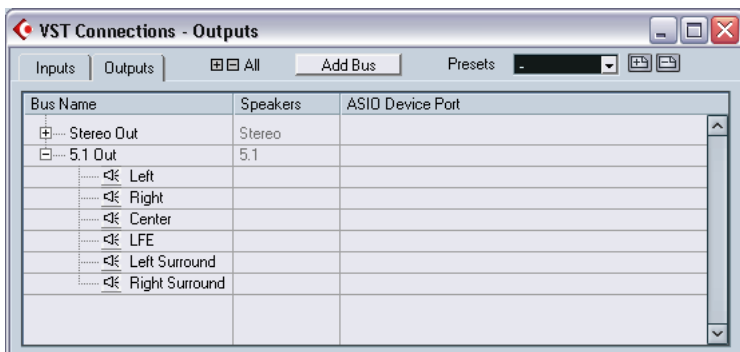 VST Connections - Outputs
Inputs Outputs All Add Bus Presets -
Bus Name Speakers ASIO Device Port
Stereo Out Stereo
5.1 Out 5.1
Left
Right
Center
LFE
Left Surround
Right Surround